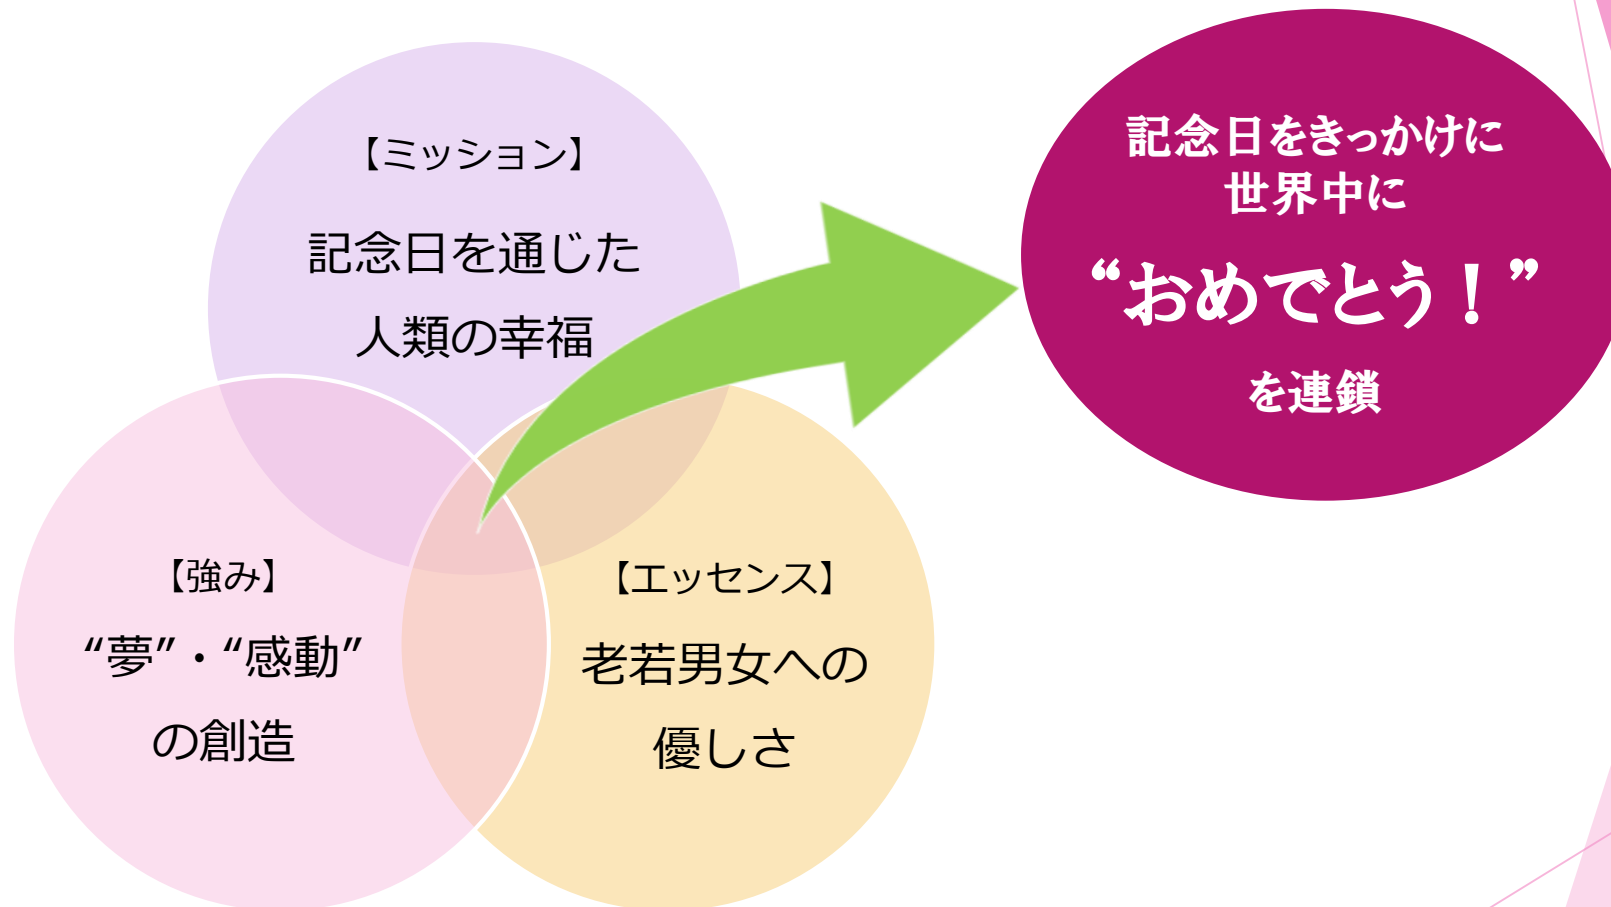 【ミッション】
記念日を通じた
人類の幸福
【強み】
“夢”・“感動”
の創造
【エッセンス】
老若男女への
優しさ
記念日をきっかけに
世界中に
“おめでとう！”
を連鎖